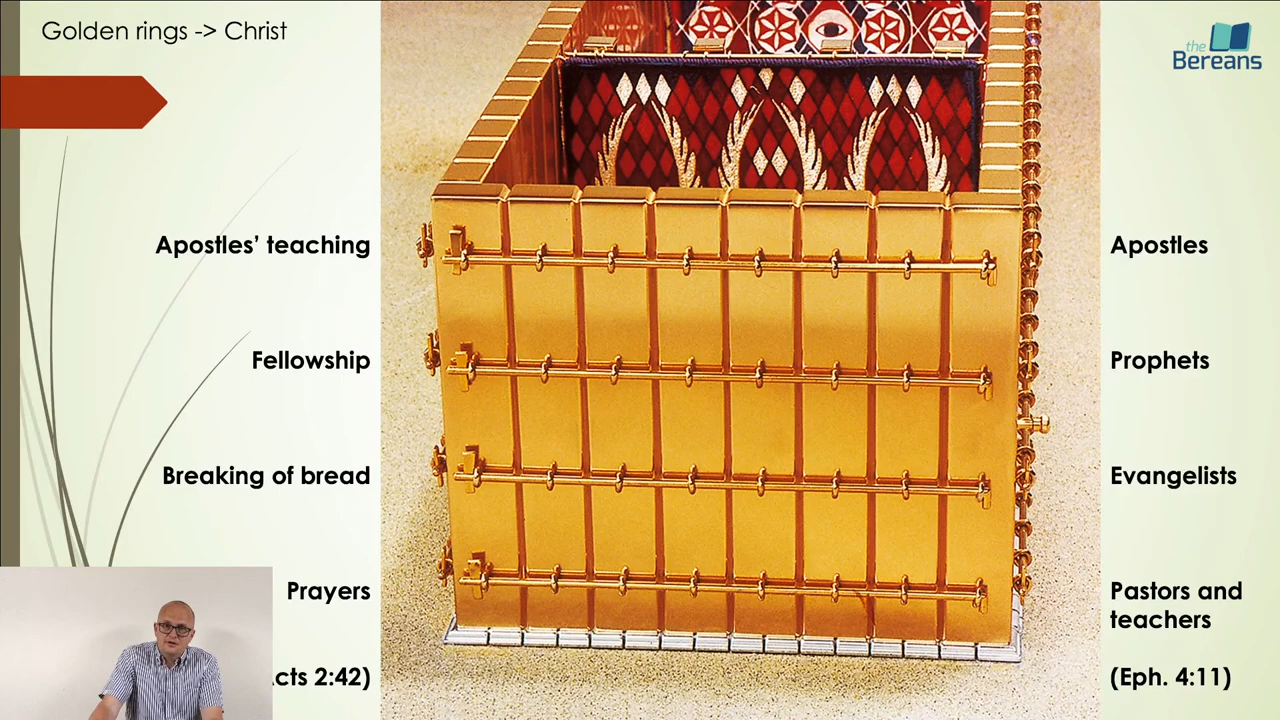 Golden rings -> Christ
the
Bereans
Apostles’ teaching
Fellowship
Breaking of bread
Prayers
2:42)
Apostles
Prophets
Evangelists
Pastors and
teachers
(Eph. 4:11)